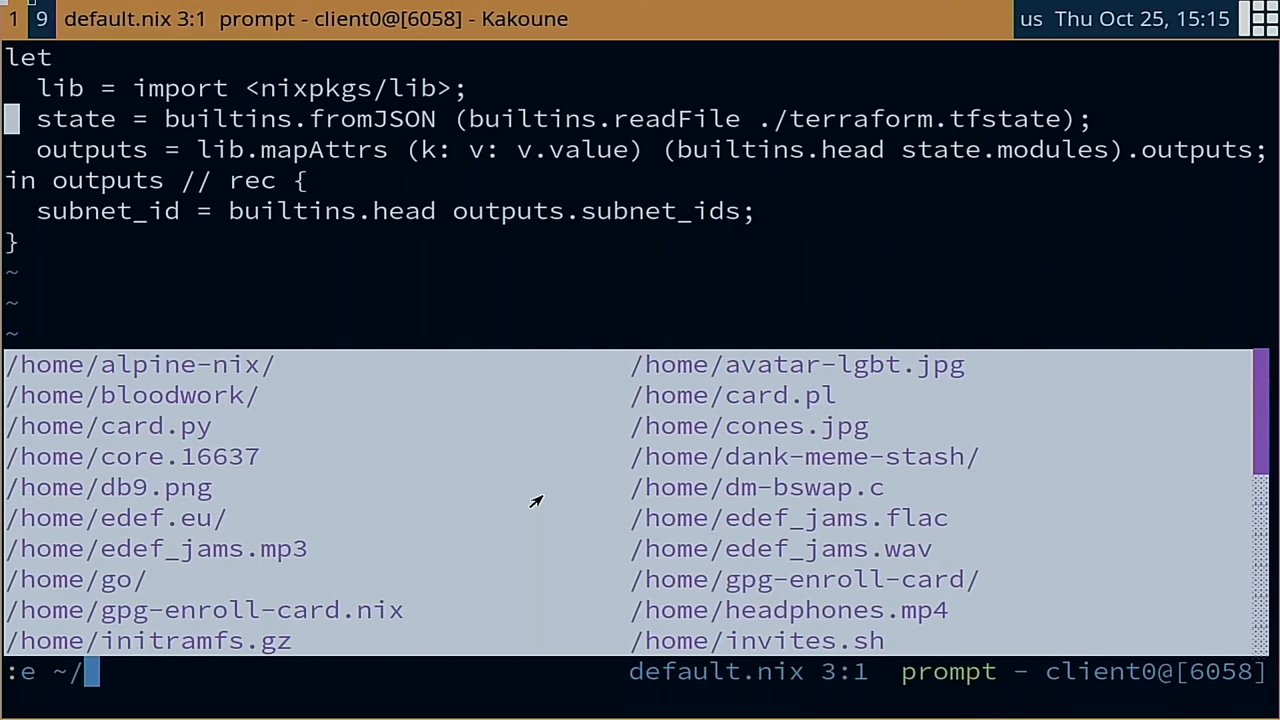 1 9 default.nix 3:1 prompt - client0@[6058] - Kakoune us Thu Oct 25, 15:15
let
  lib = import <nixpkgs/lib>;
  state = builtins.fromJSON (builtins.readFile ./terraform.tfstate);
  outputs = lib.mapAttrs (k: v: v.value) (builtins.head state.modules).outputs;
in outputs // rec {
  subnet_id = builtins.head outputs.subnet_ids;
}
~
~
~
/home/alpine-nix/ /home/avatar-lgbt.jpg
/home/bloodwork/ /home/card.pl
/home/card.py /home/cones.jpg
/home/core.16637 /home/dank-meme-stash/
/home/db9.png /home/dm-bswap.c
/home/edef.eu/ /home/edef_jams.flac
/home/edef_jams.mp3 /home/edef_jams.wav
/home/go/ /home/gpg-enroll-card/
/home/gpg-enroll-card.nix /home/headphones.mp4
/home/initramfs.gz /home/invites.sh
:e ~/ default.nix 3:1 prompt - client0@[6058]